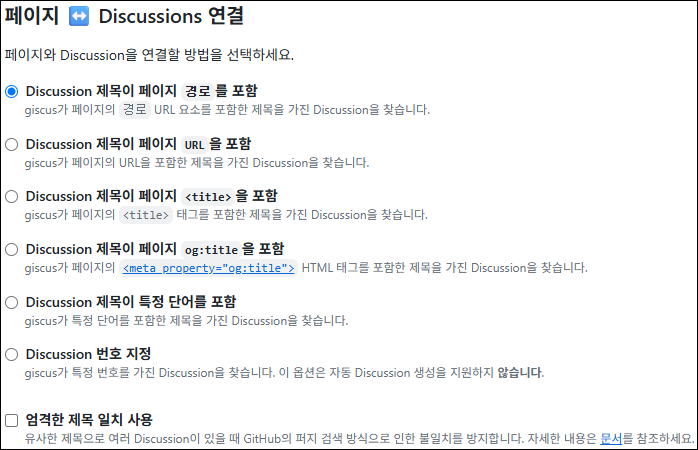 페이지 ↔️ Discussions 연결
페이지와 Discussion을 연결할 방법을 선택하세요.
Discussion 제목이 페이지 경로 를 포함
giscus가 페이지의 경로 URL 요소를 포함한 제목을 가진 Discussion을 찾습니다.
Discussion 제목이 페이지 URL 을 포함
giscus가 페이지의 URL을 포함한 제목을 가진 Discussion을 찾습니다.
Discussion 제목이 페이지 <title> 을 포함
giscus가 페이지의 <title> 태그를 포함한 제목을 가진 Discussion을 찾습니다.
Discussion 제목이 페이지 og:title 을 포함
giscus가 페이지의 <meta property="og:title"> HTML 태그를 포함한 제목을 가진 Discussion을 찾습니다.
Discussion 제목이 특정 단어를 포함
giscus가 특정 단어를 포함한 제목을 가진 Discussion을 찾습니다.
Discussion 번호 지정
giscus가 특정 번호를 가진 Discussion을 찾습니다. 이 옵션은 자동 Discussion 생성을 지원하지 않습니다.
엄격한 제목 일치 사용
유사한 제목으로 여러 Discussion이 있을 때 GitHub의 퍼지 검색 방식으로 인한 불일치를 방지합니다. 자세한 내용은 문서를 참조하세요.